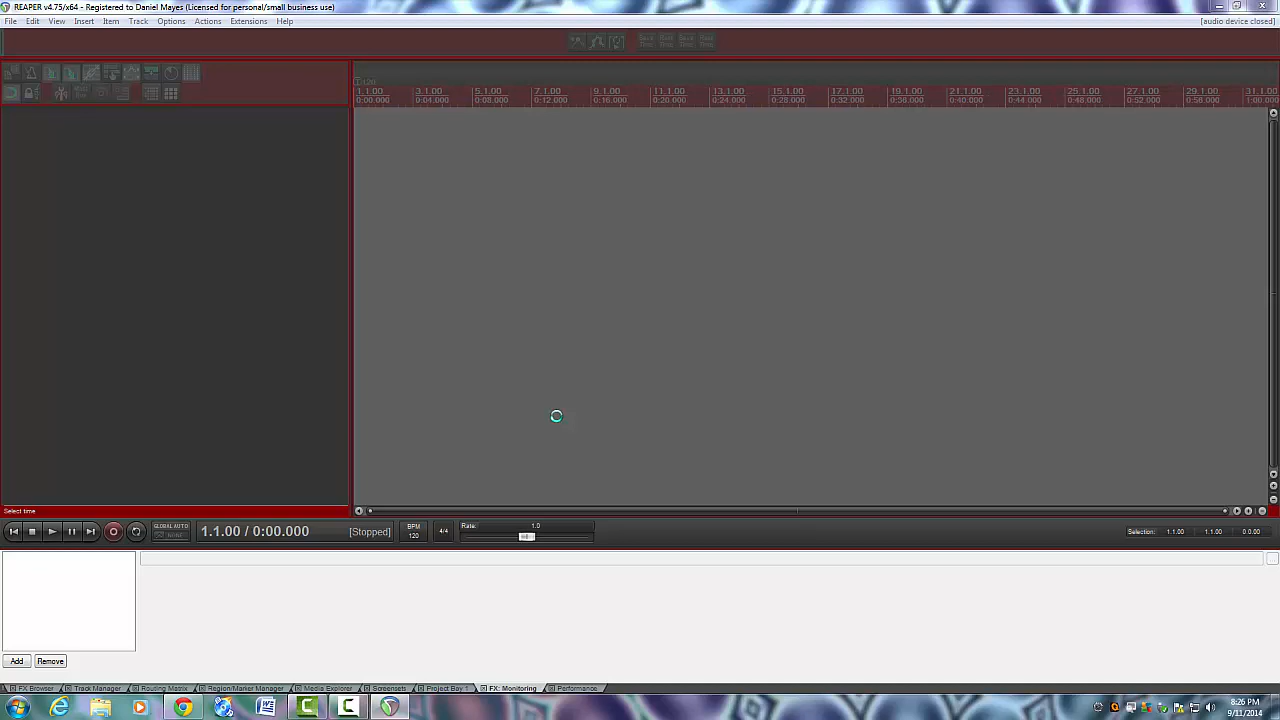 REAPER v4.75/x64 - Registered to Daniel Mayes (Licensed for personal/small business use)
File Edit View Insert Item Track Options Actions Extensions Help
[audio device closed]
120
1.1.00 3.1.00 5.1.00 7.1.00 9.1.00 11.1.00 13.1.00 15.1.00 17.1.00 19.1.00 21.1.00 23.1.00 25.1.00 27.1.00 29.1.00 31.1.00
0:00.000 0:04.000 0:08.000 0:12.000 0:16.000 0:20.000 0:24.000 0:28.000 0:32.000 0:36.000 0:40.000 0:44.000 0:48.000 0:52.000 0:56.000 1:00.000
Select time
GLOBAL AUTO
NONE
1.1.00 / 0:00.000 [Stopped]
BPM
120
4/4
Rate: 1.0
Selection: 1.1.00 1.1.00 0.0.00
Add Remove
FX Browser Track Manager Routing Matrix Region/Marker Manager Media Explorer Screensets Project Bay 1 FX: Monitoring Performance
8:26 PM
9/11/2014